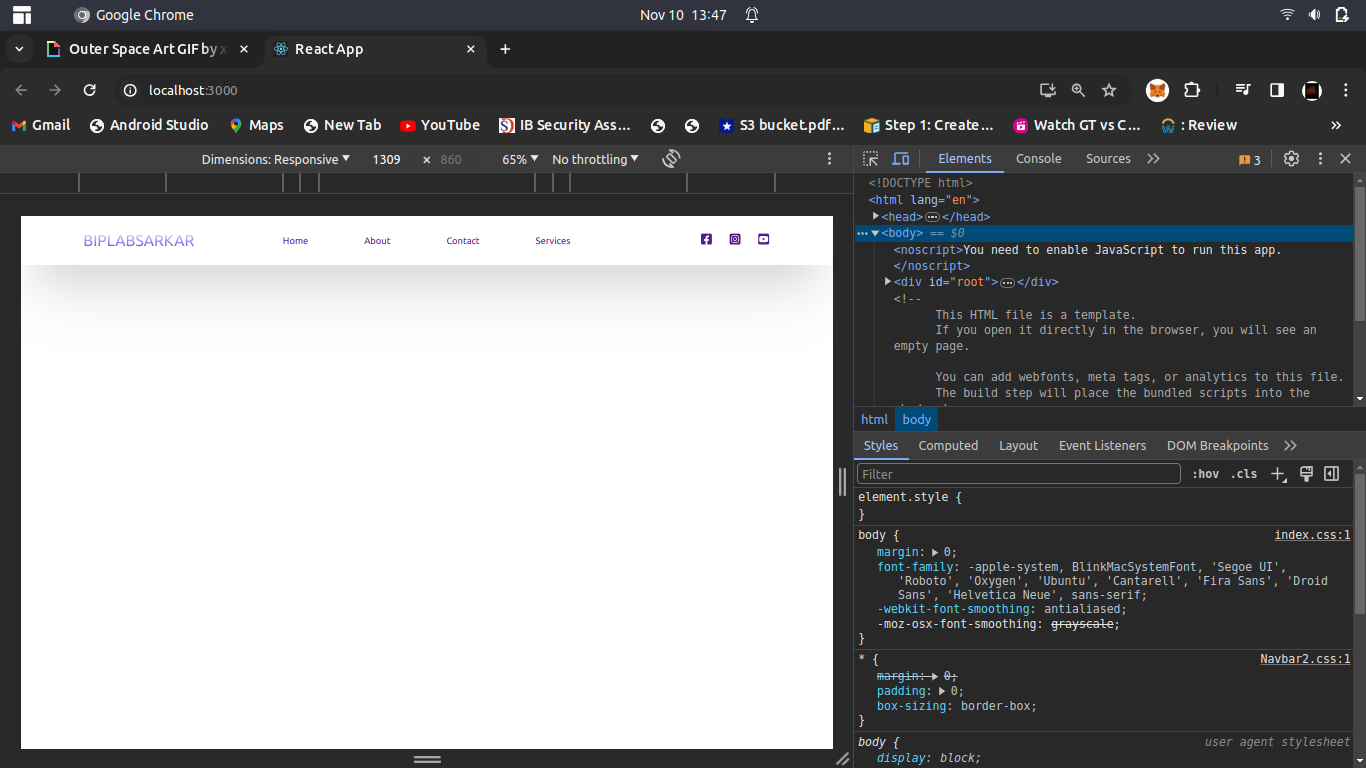 Google Chrome
Nov 10 13:47
Outer Space Art GIF by x
React App
localhost:3000
Gmail
Android Studio
Maps
New Tab
YouTube
IB Security Ass...
S3 bucket.pdf...
Step 1: Create...
Watch GT vs C...
: Review
»
Dimensions: Responsive
1309
×
860
65%
No throttling
Elements
Console
Sources
3
<!DOCTYPE html>
<html lang="en">
<head>…</head>
<body> == $0
<noscript>You need to enable JavaScript to run this app.
</noscript>
<div id="root">…</div>
<!--
This HTML file is a template.
If you open it directly in the browser, you will see an
empty page.
You can add webfonts, meta tags, or analytics to this file.
The build step will place the bundled scripts into the
html
body
BIPLABSARKAR
Home
About
Contact
Services
Styles
Computed
Layout
Event Listeners
DOM Breakpoints
Filter
:hov
.cls
element.style {
}
body {
index.css:1
margin: 0;
font-family: -apple-system, BlinkMacSystemFont, 'Segoe UI',
'Roboto', 'Oxygen', 'Ubuntu', 'Cantarell', 'Fira Sans', 'Droid
Sans', 'Helvetica Neue', sans-serif;
-webkit-font-smoothing: antialiased;
-moz-osx-font-smoothing: grayscale;
}
* {
Navbar2.css:1
margin: 0;
padding: 0;
box-sizing: border-box;
}
body {
user agent stylesheet
display: block;